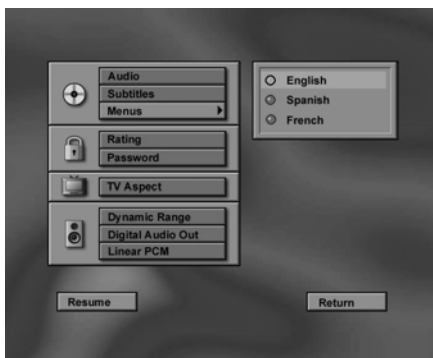 Audio
Subtitles
Menus
Rating
Password
TV Aspect
Dynamic Range
Digital Audio Out
Linear PCM
English
Spanish
French
Resume
Return